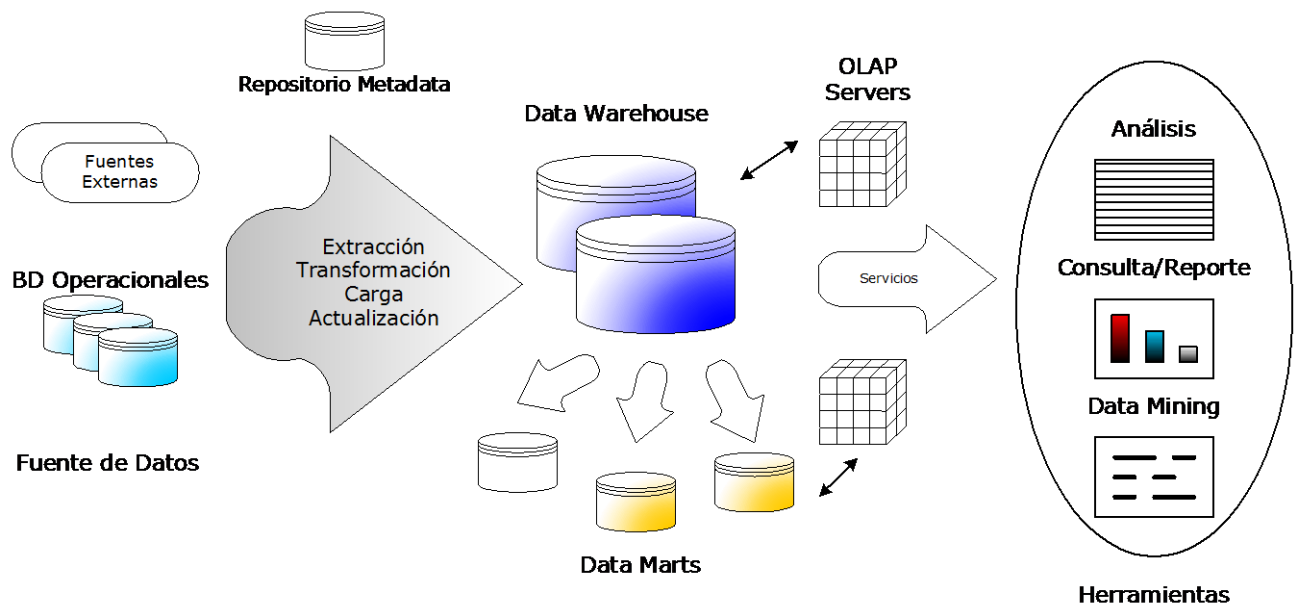 Repositorio Metadata
OLAP
Servers
Data Warehouse
Análisis
Fuentes
Externas
Extracción
Transformación
Carga
Actualización
BD Operacionales
Servicios
Consulta/Reporte
Data Mining
Fuente de Datos
Data Marts
Herramientas